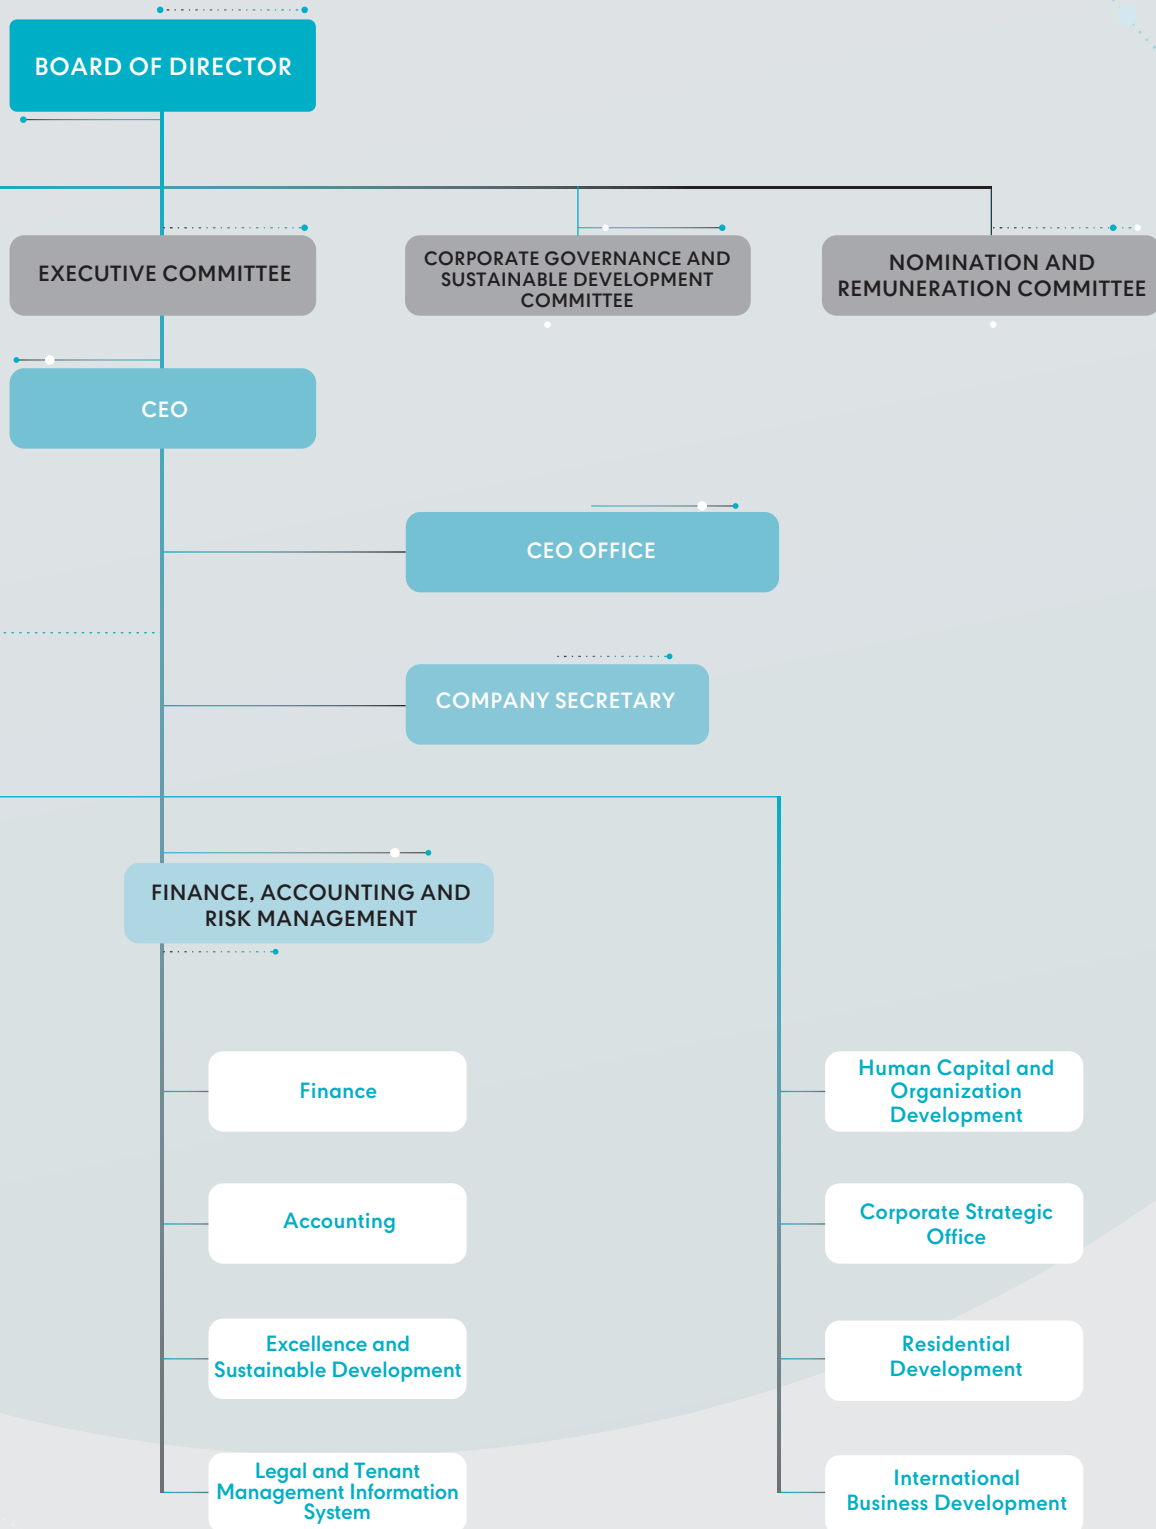 BOARD OF DIRECTOR
EXECUTIVE COMMITTEE
CORPORATE GOVERNANCE AND
SUSTAINABLE DEVELOPMENT
COMMITTEE
NOMINATION AND
REMUNERATION COMMITTEE
CEO
CEO OFFICE
COMPANY SECRETARY
FINANCE, ACCOUNTING AND
RISK MANAGEMENT
Finance
Human Capital and
Organization
Development
Accounting
Corporate Strategic
Office
Excellence and
Sustainable Development
Residential
Development
Legal and Tenant
Management Information
System
International
Business Development